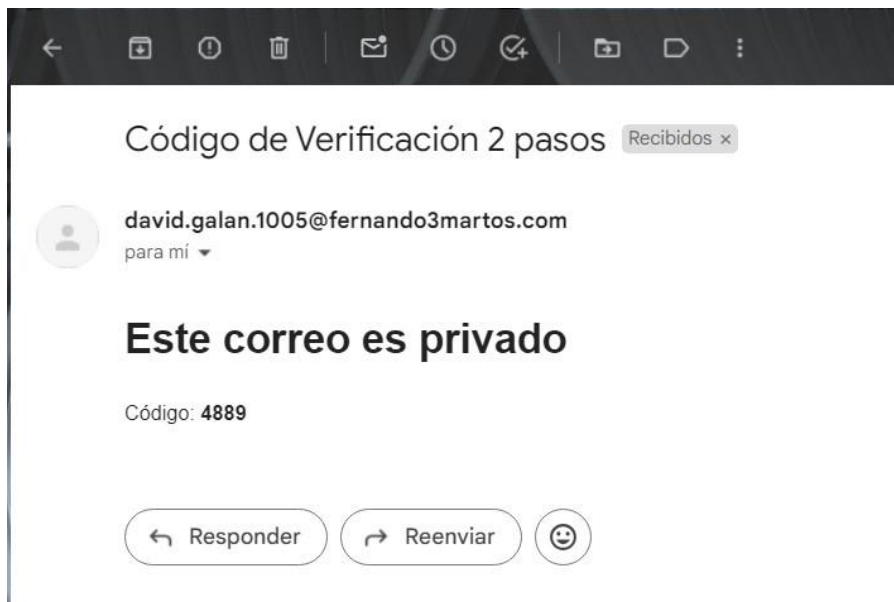 Código de Verificación 2 pasos Recibidos ×
david.galan.1005@fernando3martos.com
para mí
Este correo es privado
Código: 4889
Responder Reenviar